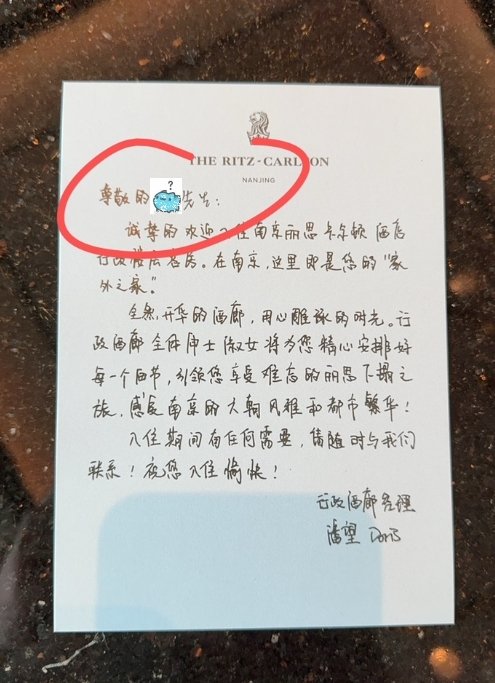 THE RITZ-CARLTON
NANJING
尊敬的 ? 先生：
诚挚的欢迎入住南京丽思卡尔顿酒店
行政楼层客房。在南京，这里即是您的“家
外之家”。
全然升华的酒廊，用心雕琢的时光。行
政酒廊全体绅士淑女将为您精心安排好
每一个细节，引领您享受难忘的丽思下榻之
旅，感受南京的六朝风雅和都市繁华！
入住期间有任何需要，请随时与我们
联系！祝您入住愉快！
行政酒廊经理
潘望